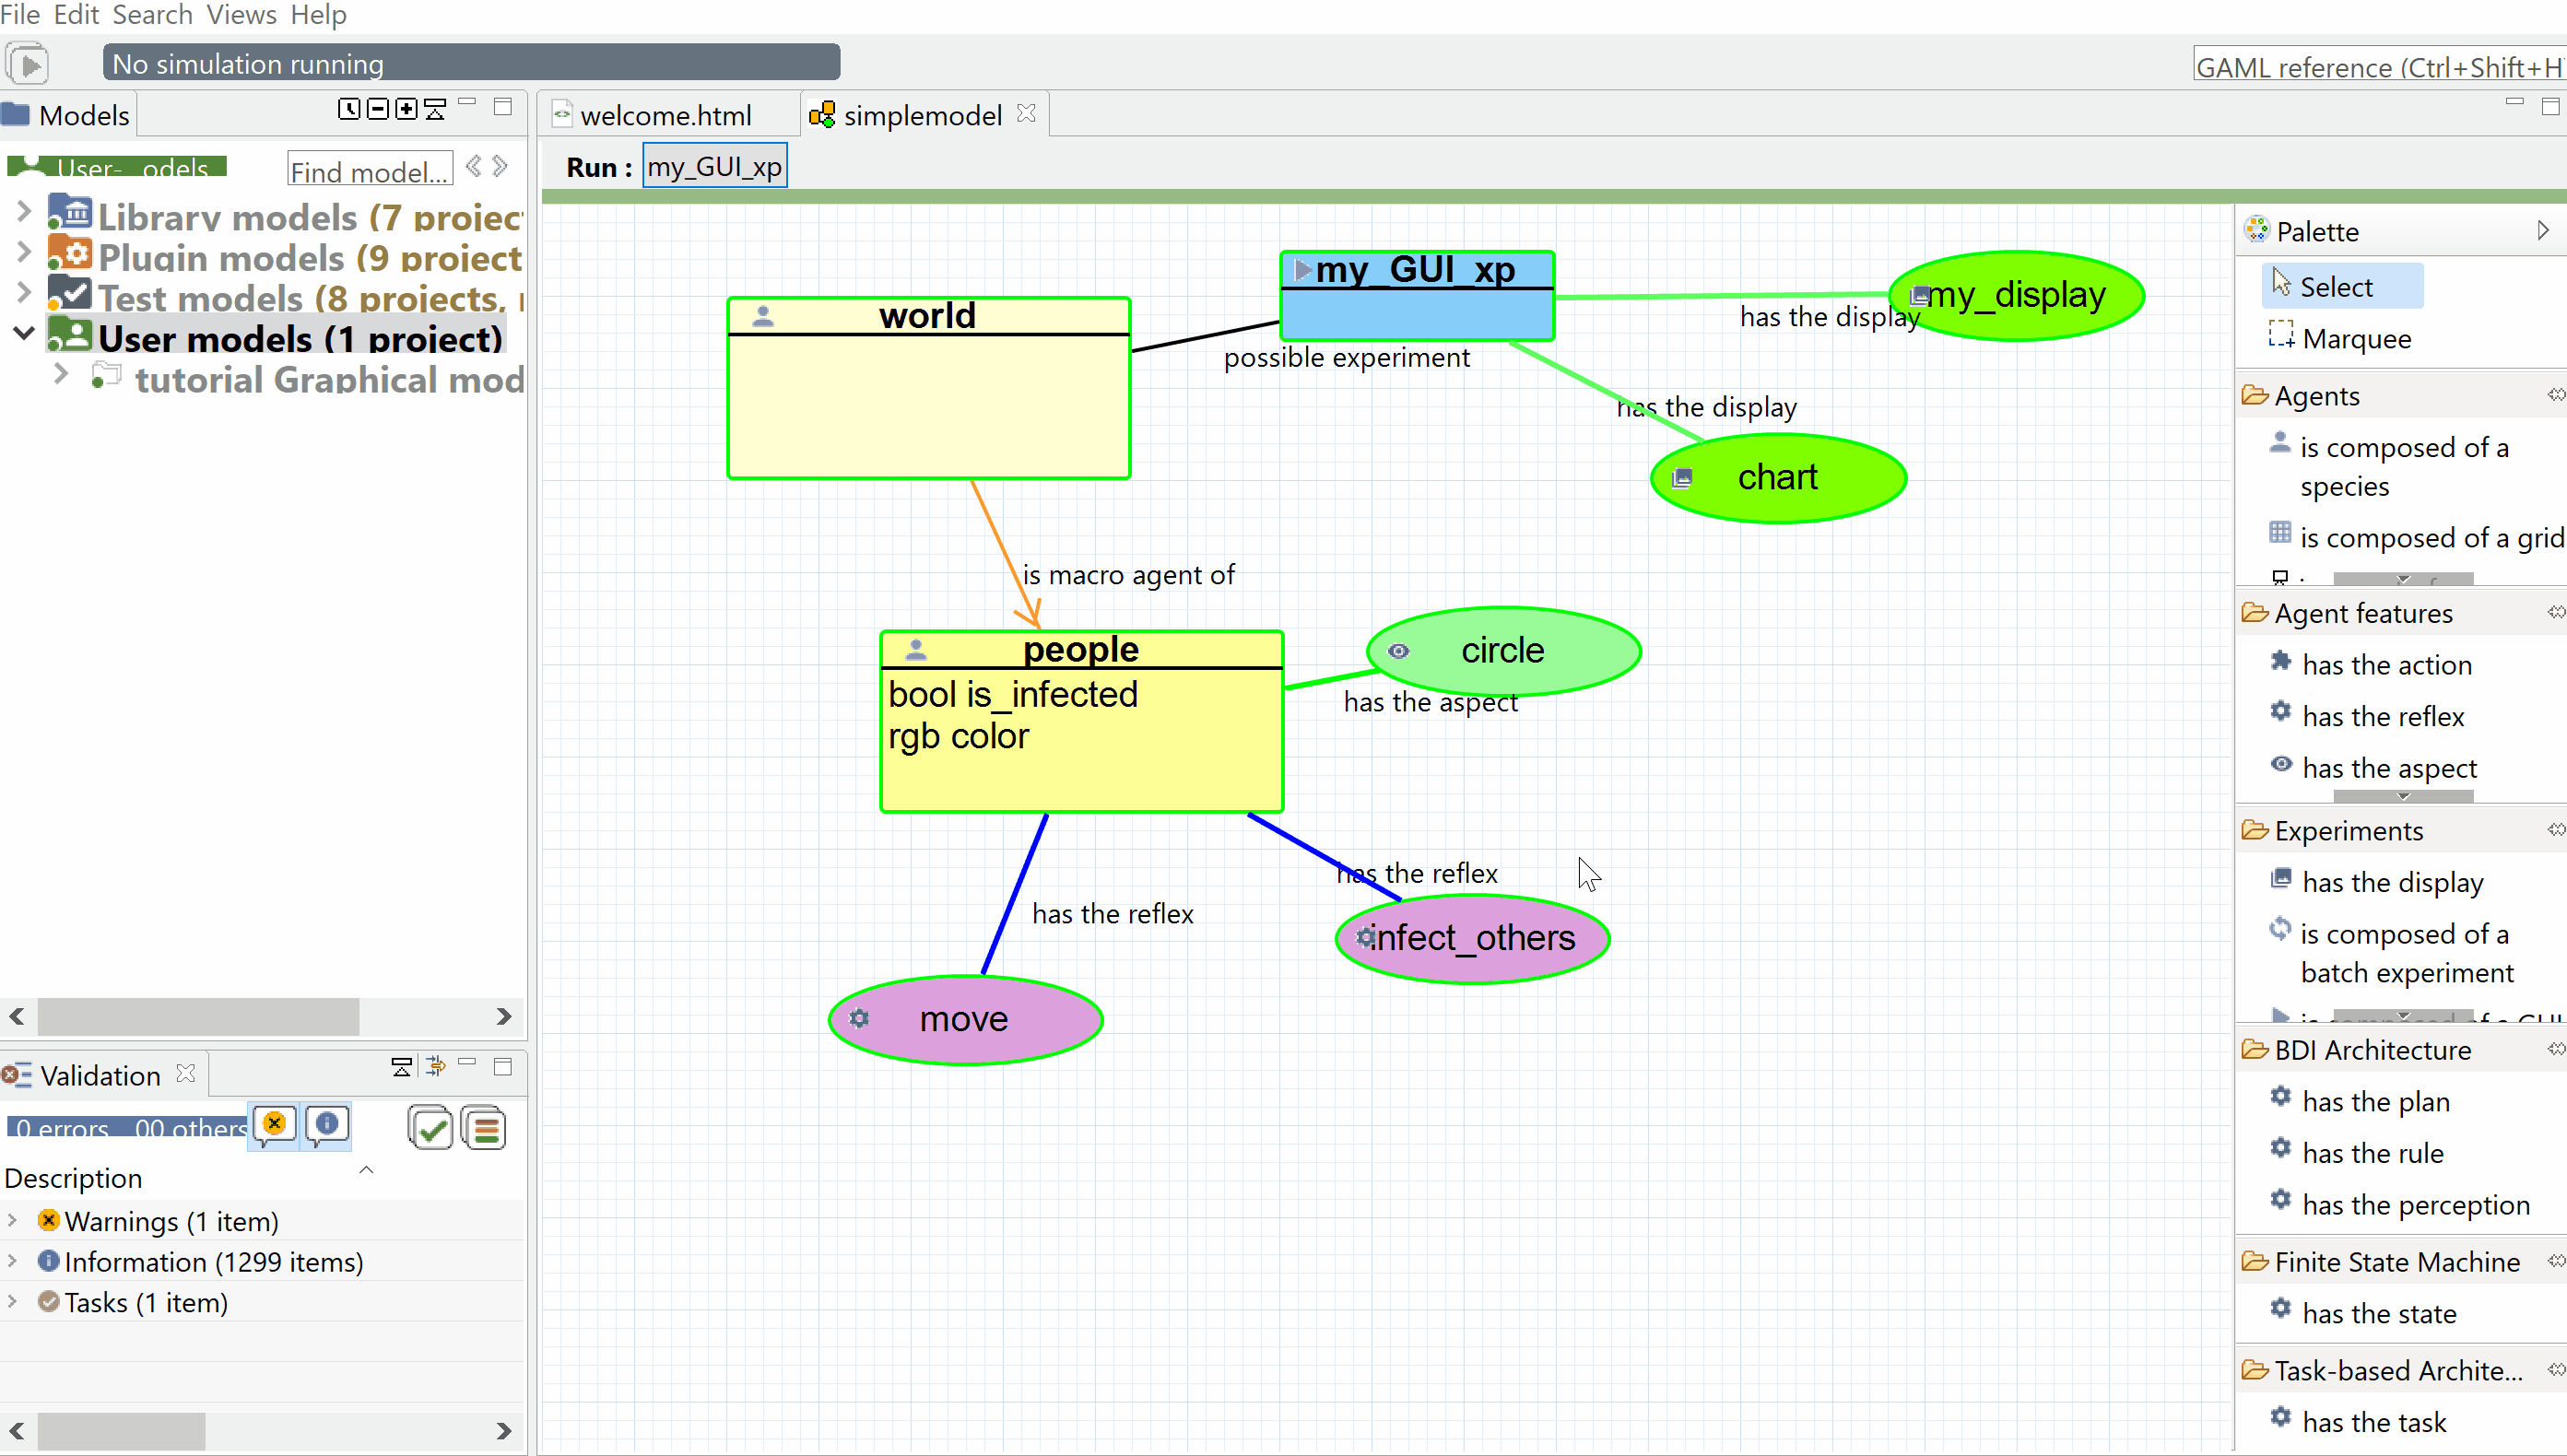 File Edit Search Views Help
No simulation running
GAML reference (Ctrl+Shift+H
Models
welcome.html
simplemodel
User- odels
Find model...
Run :
my_GUI_xp
Library models (7 projec
Plugin models (9 project
Test models (8 projects,
User models (1 project)
tutorial Graphical mod
world
my_GUI_xp
my_display
has the display
possible experiment
has the display
chart
is macro agent of
people
bool is_infected
rgb color
circle
has the aspect
has the reflex
has the reflex
infect_others
move
Palette
Select
Marquee
Agents
is composed of a
species
is composed of a grid
Agent features
has the action
has the reflex
has the aspect
Experiments
has the display
is composed of a
batch experiment
BDI Architecture
has the plan
has the rule
has the perception
Finite State Machine
has the state
Task-based Archite...
has the task
Validation
0 errors 00 others
Description
Warnings (1 item)
Information (1299 items)
Tasks (1 item)